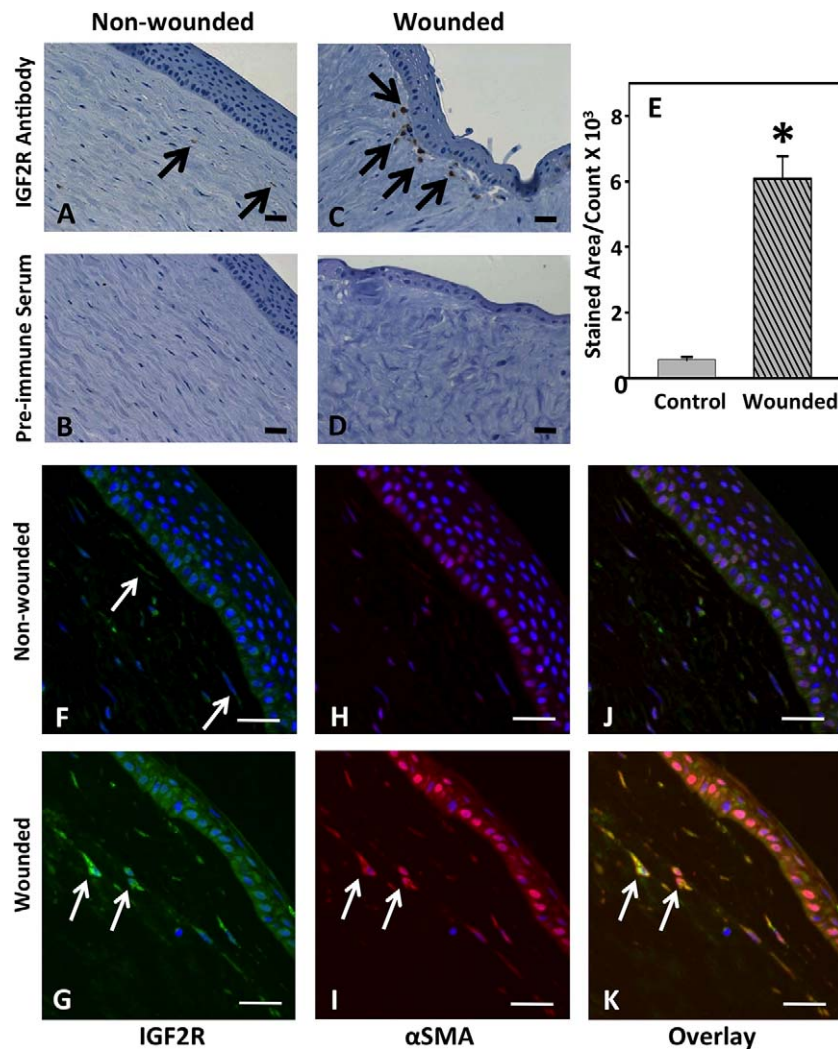 Non-wounded Wounded
IGF2R Antibody
A
C
Pre-immune Serum
B
D
E
Stained Area/Count X 10³
8
6
4
2
0
*
Control Wounded
Non-wounded
F
H
J
Wounded
G
I
K
IGF2R αSMA Overlay